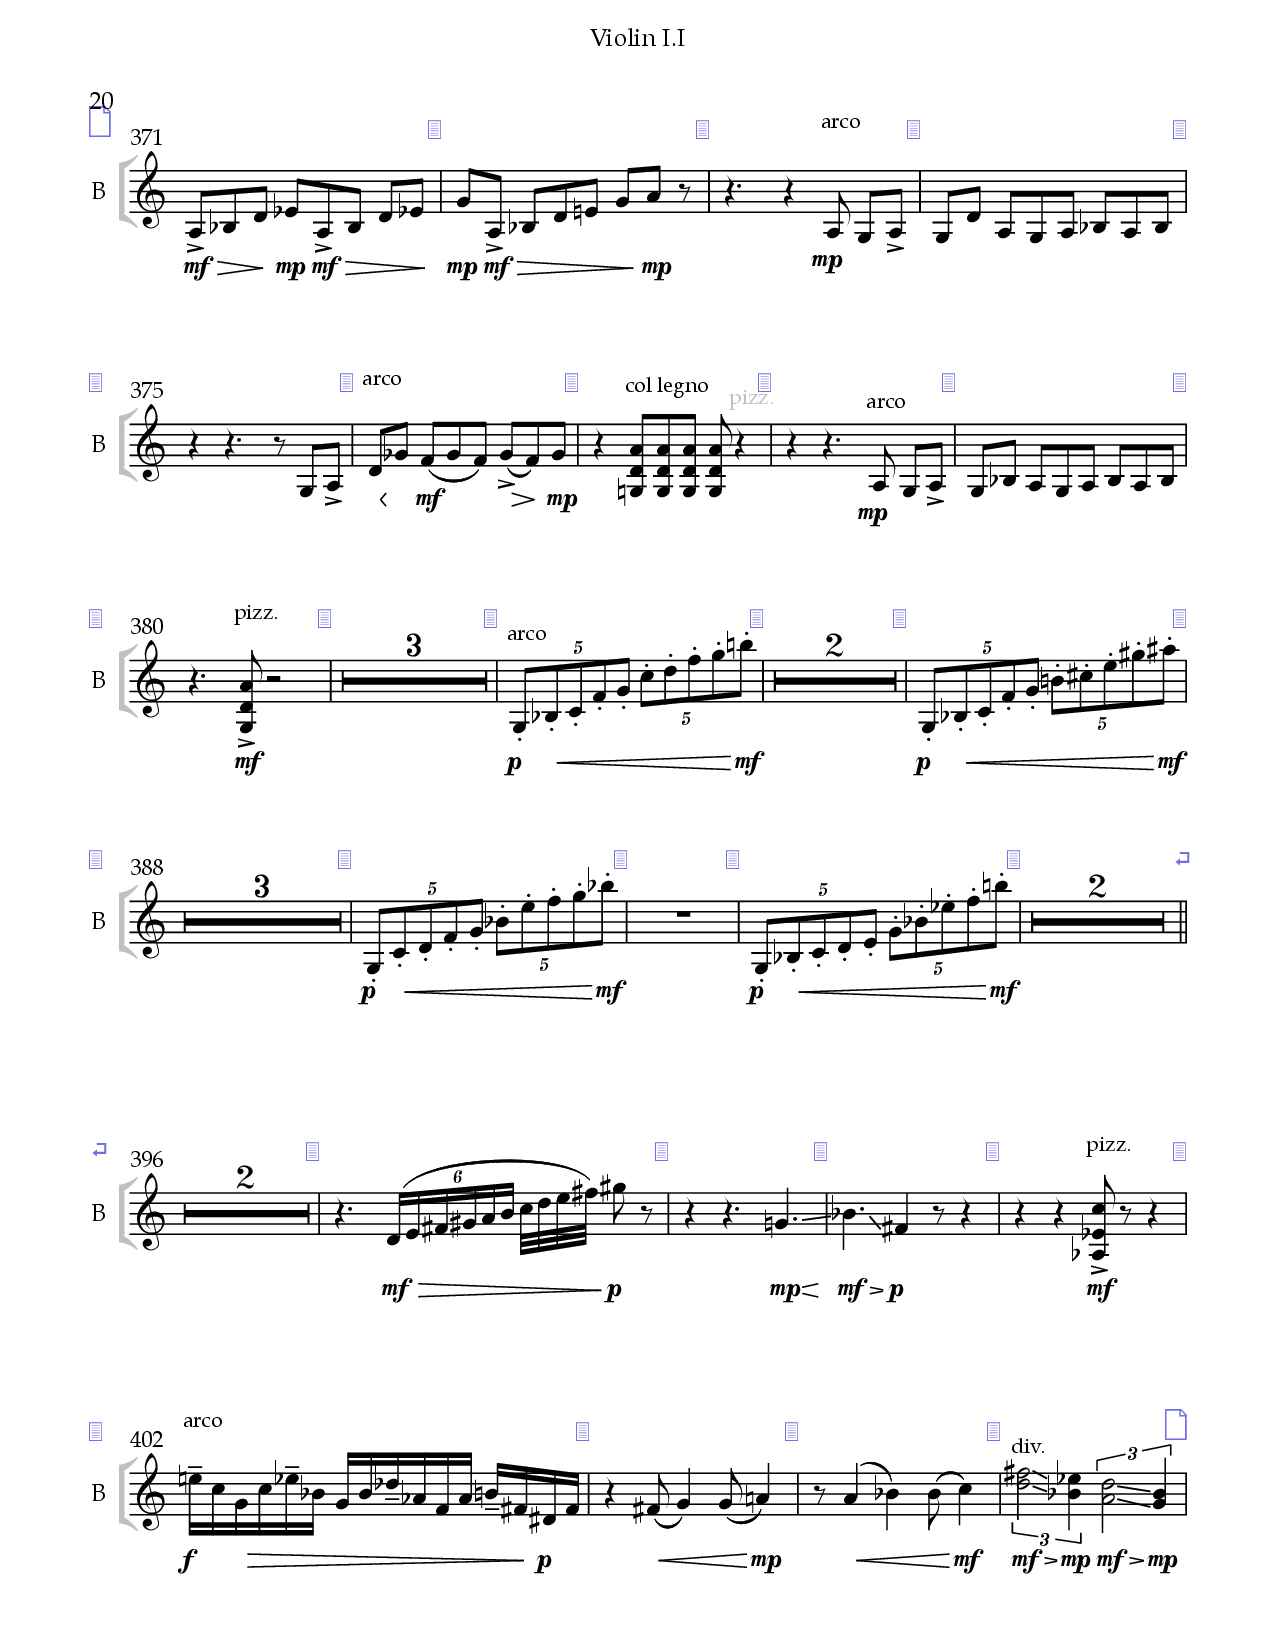 Violin I.I
20
371
arco
B
mf mp mf mp mf mp mp
375
arco col legno pizz. arco
B
mf mp mp
380
pizz. 3 arco 5 2 5
B
5 5
mf p mf p mf
388
3 5 5 2
B
5 5
p mf p mf
396
2 6 pizz.
B
mf p mp mf p mf
402
arco div. 3
B
3
f p mp mf mf mp mf mp